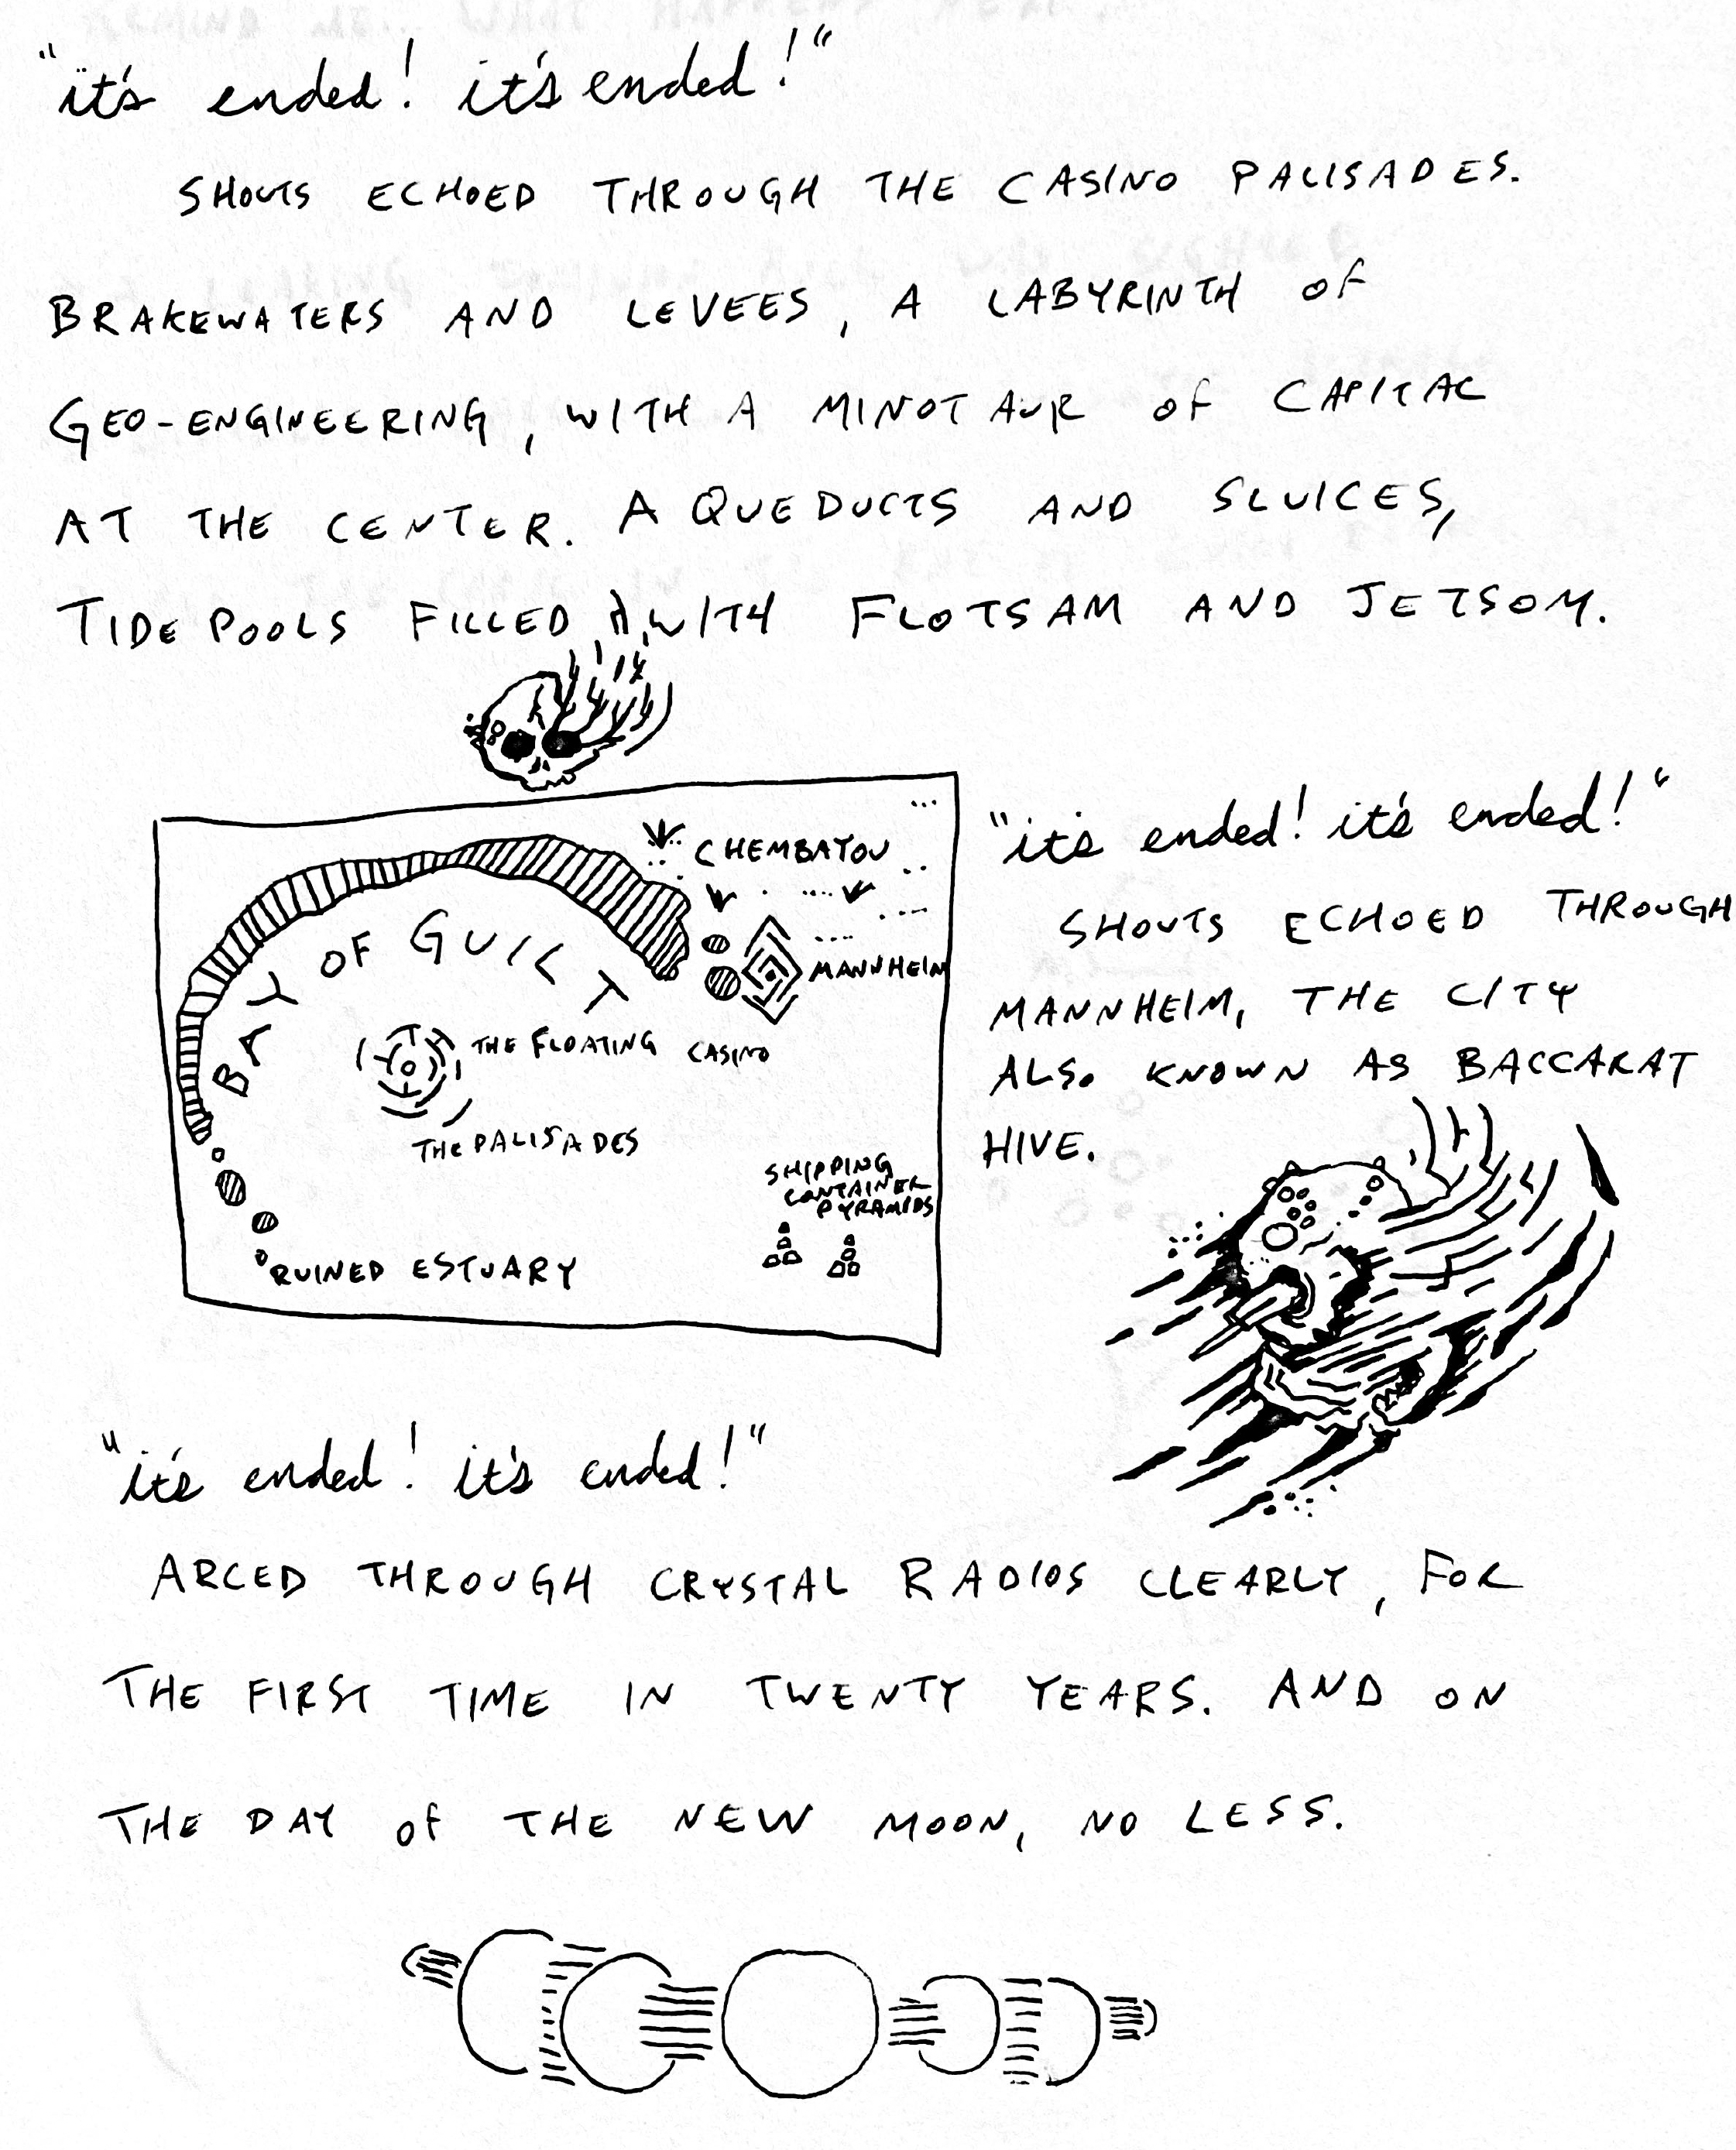 "it's ended! it's ended!"
SHOUTS ECHOED THROUGH THE CASINO PALISADES.
BRAKEWATERS AND LEVEES, A LABYRINTH OF
GEO-ENGINEERING, WITH A MINOTAUR OF CAPITAL
AT THE CENTER. AQUEDUCTS AND SLUICES,
TIDE POOLS FILLED WITH FLOTSAM AND JETSOM.
CHEMBAYOU
BAY OF GUILT
MANNHEIM
THE FLOATING CASINO
THE PALISADES
SHIPPING
CONTAINER
PYRAMIDS
RUINED ESTUARY
"it's ended! it's ended!"
SHOUTS ECHOED THROUGH
MANNHEIM, THE CITY
ALSO KNOWN AS BACCARAT
HIVE.
"it's ended! it's ended!"
ARCED THROUGH CRYSTAL RADIOS CLEARLY, FOR
THE FIRST TIME IN TWENTY YEARS. AND ON
THE DAY OF THE NEW MOON, NO LESS.